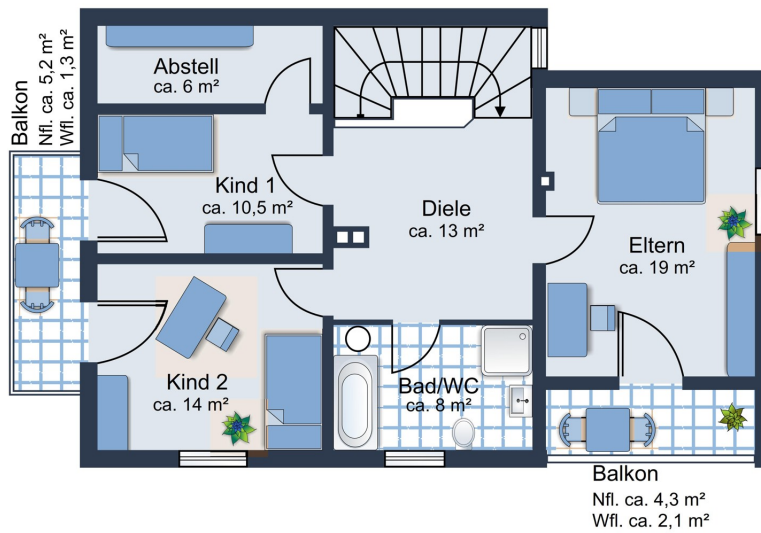 Balkon
Nfl. ca. 5,2 m²
Wfl. ca. 1,3 m²
Abstell
ca. 6 m²
Kind 1
ca. 10,5 m²
Diele
ca. 13 m²
Eltern
ca. 19 m²
Kind 2
ca. 14 m²
Bad/WC
ca. 8 m²
Balkon
Nfl. ca. 4,3 m²
Wfl. ca. 2,1 m²